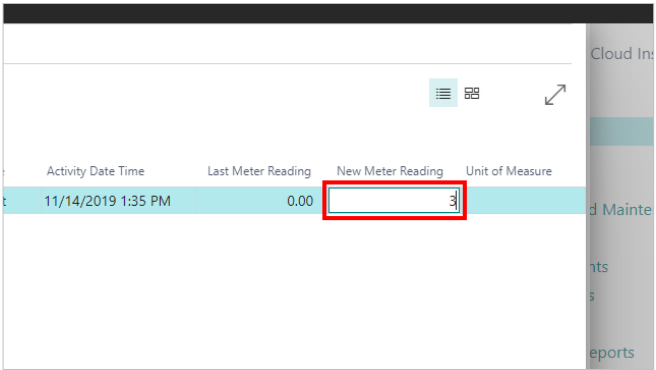 Cloud Ins
Activity Date Time Last Meter Reading New Meter Reading Unit of Measure
t 11/14/2019 1:35 PM 0.00 3
d Mainte
nts
s
eports